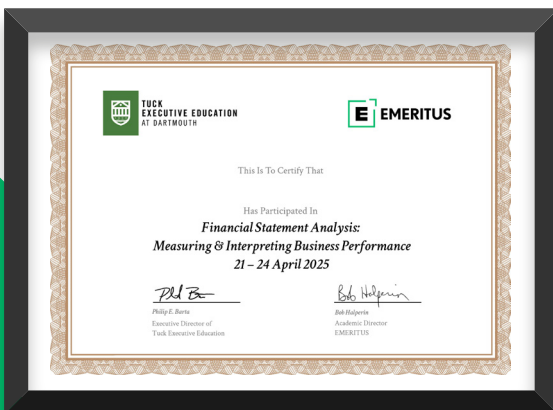 TUCK
EXECUTIVE EDUCATION
AT DARTMOUTH
E EMERITUS
This Is To Certify That
Has Participated In
Financial Statement Analysis:
Measuring & Interpreting Business Performance
21 – 24 April 2025
Philip E. Barta
Executive Director of
Tuck Executive Education
Bob Halperin
Bob Halperin
Academic Director
EMERITUS